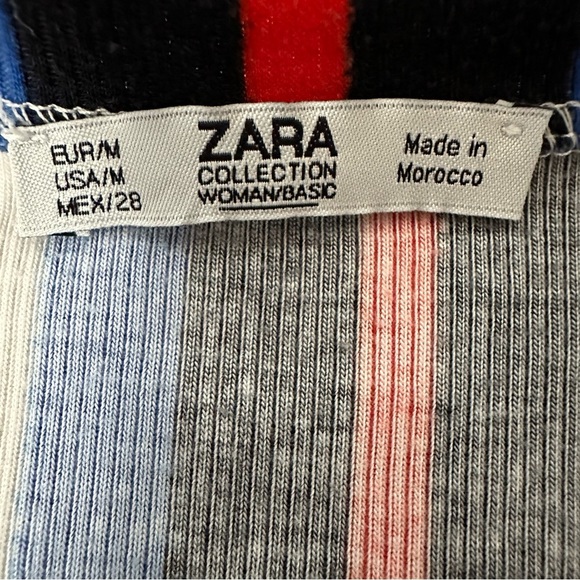 EUR/M
USA/M
MEX/28
ZARA
COLLECTION
WOMAN/BASIC
Made in
Morocco